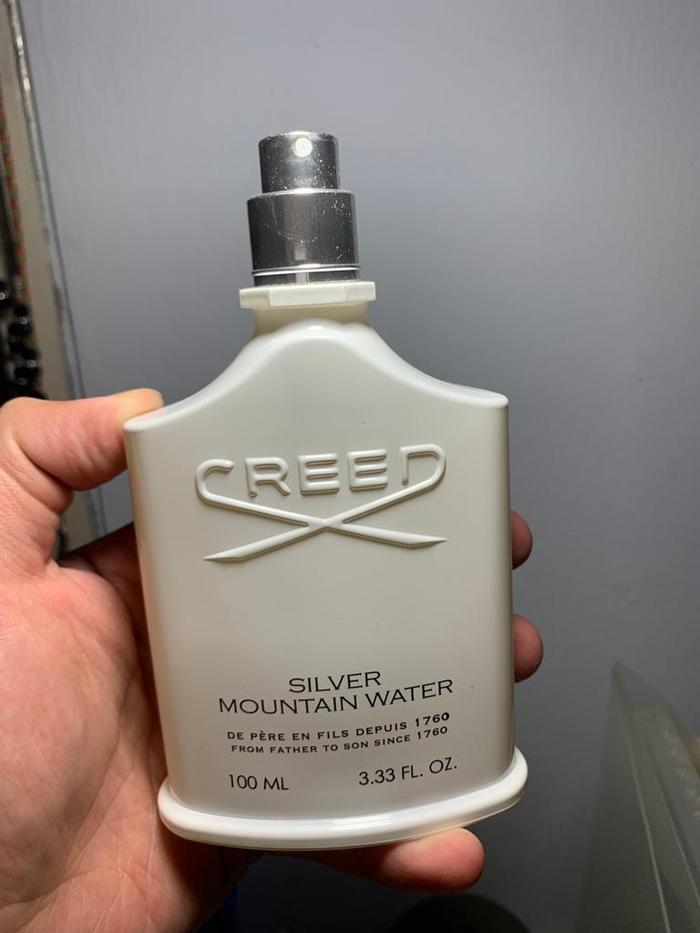 CREED
SILVER
MOUNTAIN WATER
DE PÈRE EN FILS DEPUIS 1760
FROM FATHER TO SON SINCE 1760
100 ML 3.33 FL. OZ.